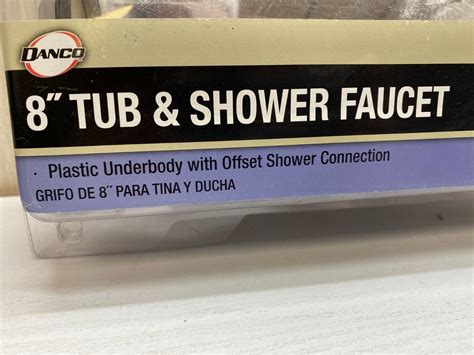 DANCO
8" TUB & SHOWER FAUCET
· Plastic Underbody with Offset Shower Connection
GRIFO DE 8" PARA TINA Y DUCHA